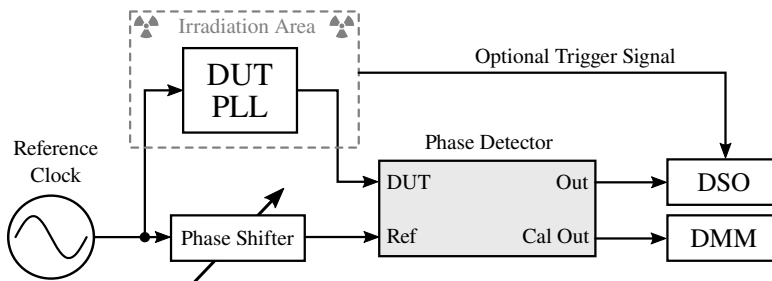 Irradiation Area
DUT
PLL
Optional Trigger Signal
Reference
Clock
Phase Detector
DUT
Out
DSO
Phase Shifter
Ref
Cal Out
DMM